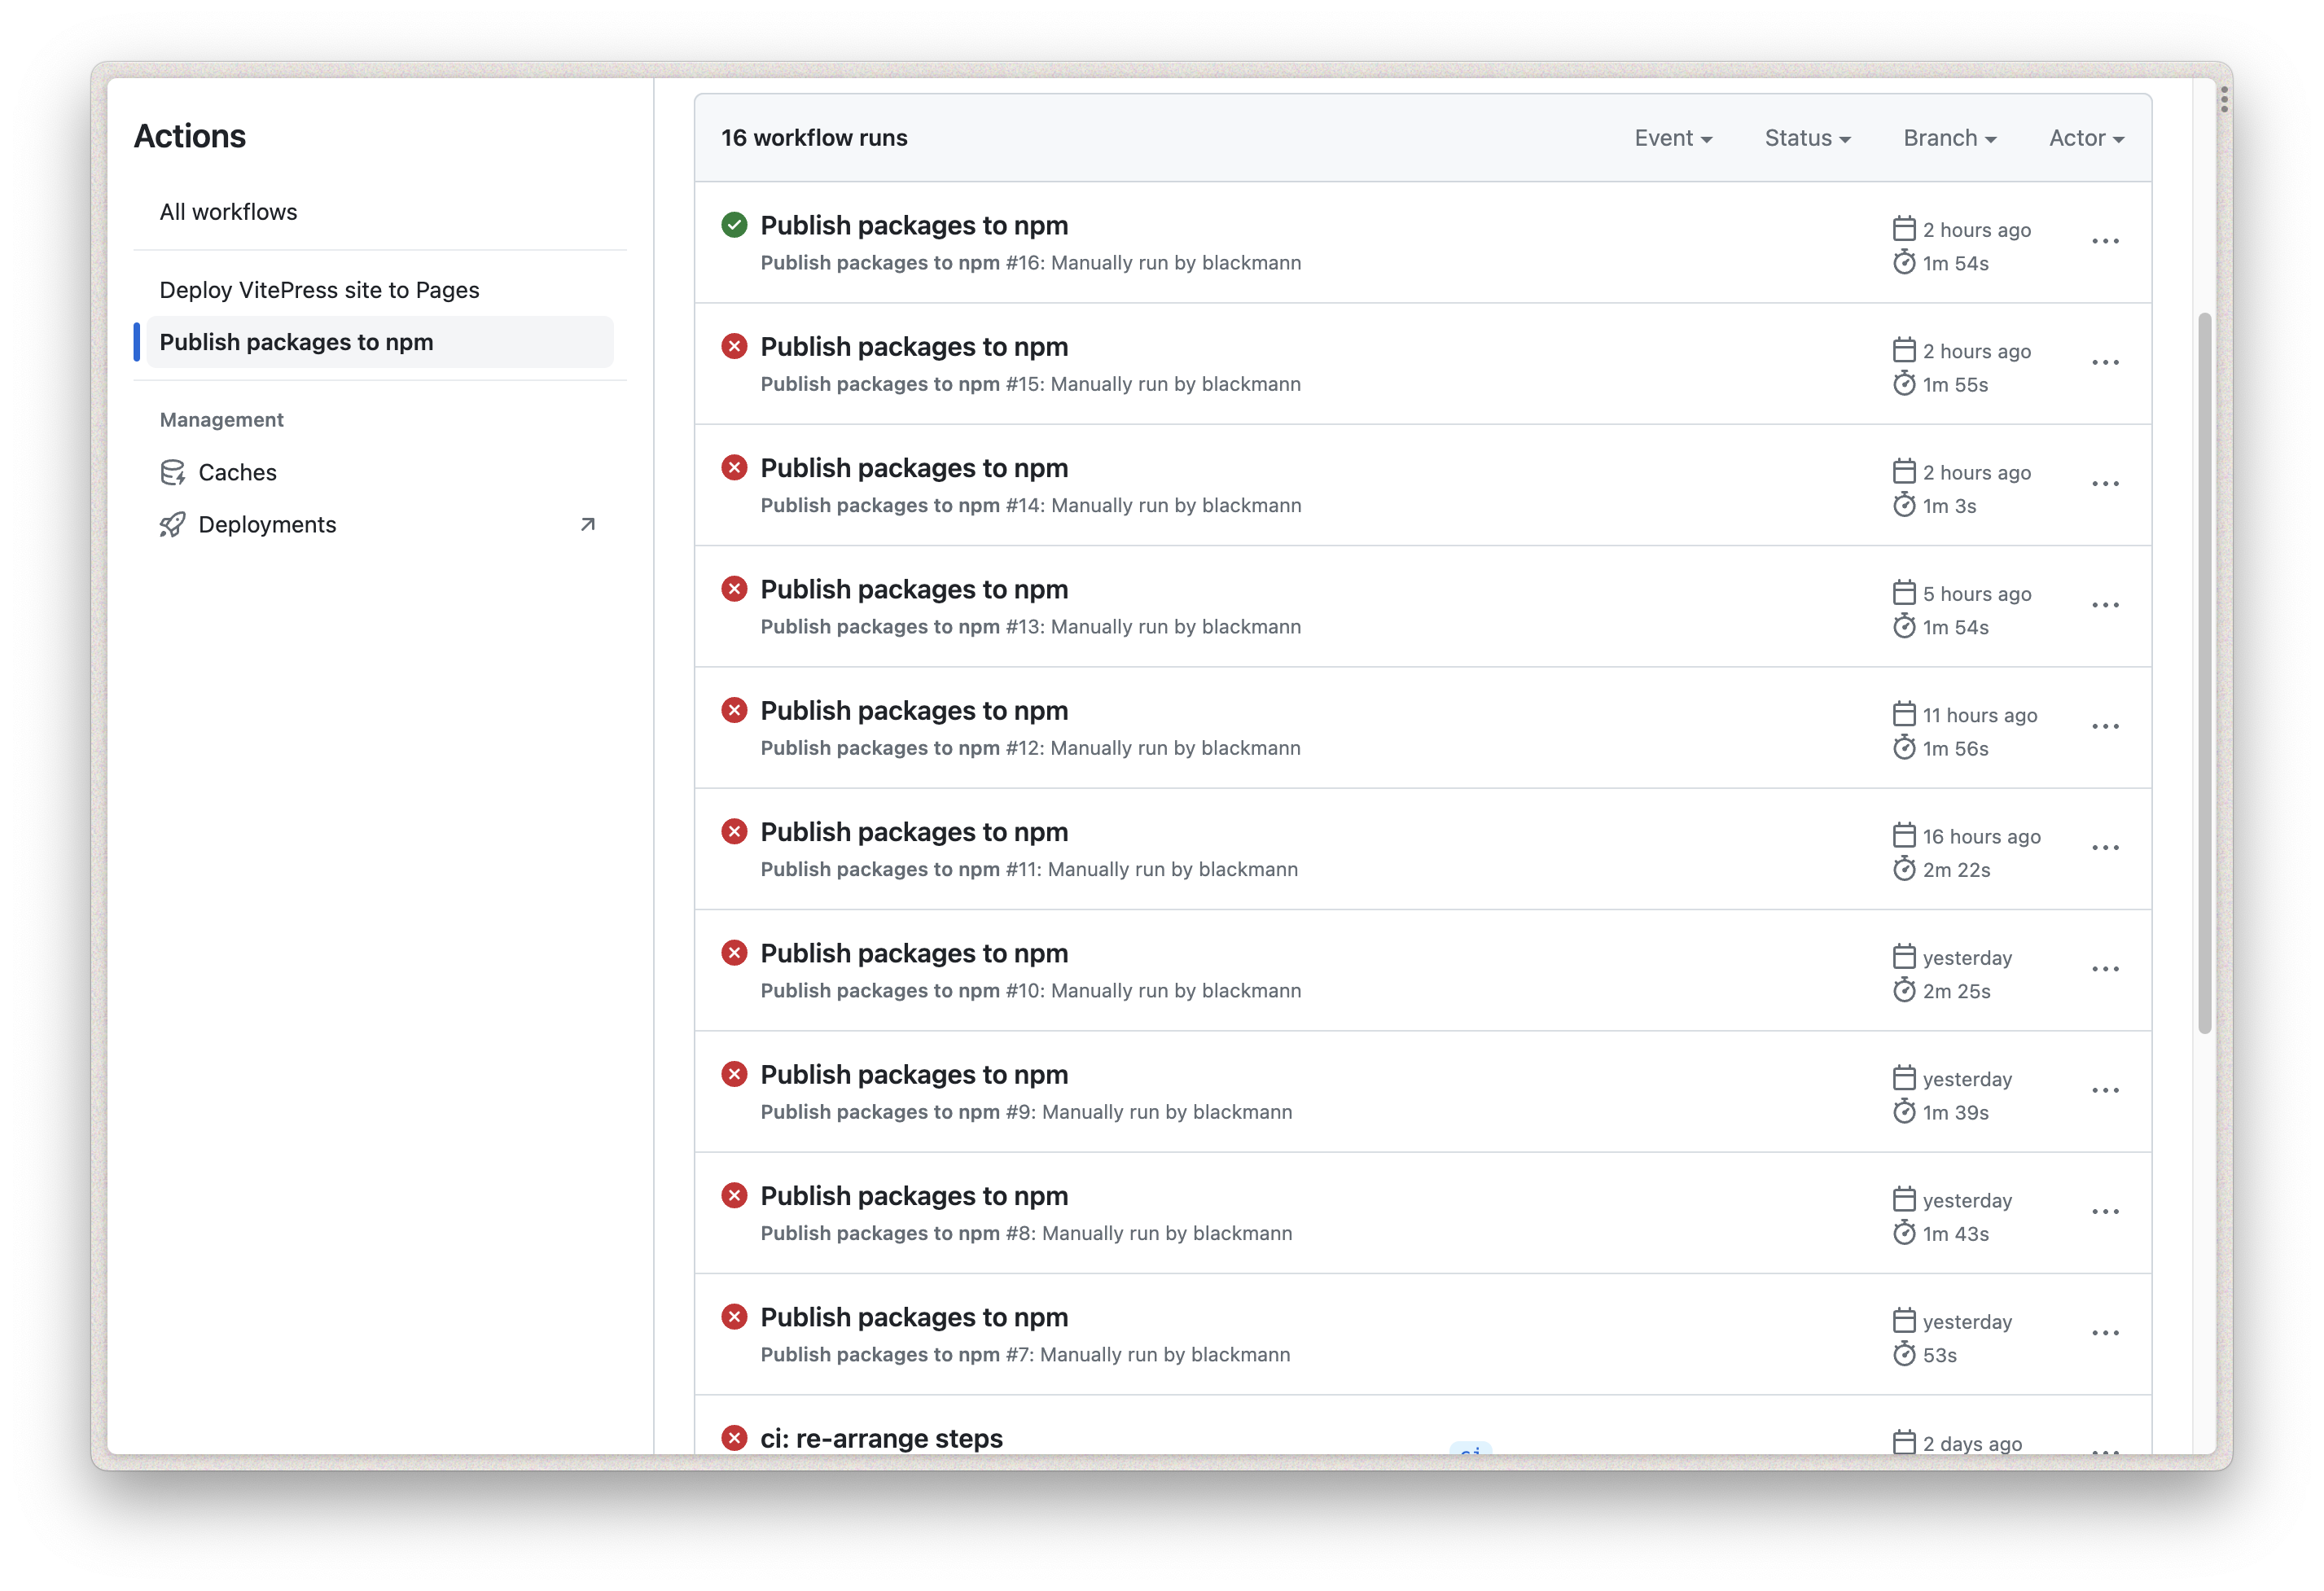 Actions
All workflows
Deploy VitePress site to Pages
Publish packages to npm
Management
Caches
Deployments
16 workflow runs
Event
Status
Branch
Actor
Publish packages to npm
Publish packages to npm #16: Manually run by blackmann
2 hours ago
1m 54s
Publish packages to npm
Publish packages to npm #15: Manually run by blackmann
2 hours ago
1m 55s
Publish packages to npm
Publish packages to npm #14: Manually run by blackmann
2 hours ago
1m 3s
Publish packages to npm
Publish packages to npm #13: Manually run by blackmann
5 hours ago
1m 54s
Publish packages to npm
Publish packages to npm #12: Manually run by blackmann
11 hours ago
1m 56s
Publish packages to npm
Publish packages to npm #11: Manually run by blackmann
16 hours ago
2m 22s
Publish packages to npm
Publish packages to npm #10: Manually run by blackmann
yesterday
2m 25s
Publish packages to npm
Publish packages to npm #9: Manually run by blackmann
yesterday
1m 39s
Publish packages to npm
Publish packages to npm #8: Manually run by blackmann
yesterday
1m 43s
Publish packages to npm
Publish packages to npm #7: Manually run by blackmann
yesterday
53s
ci: re-arrange steps
2 days ago